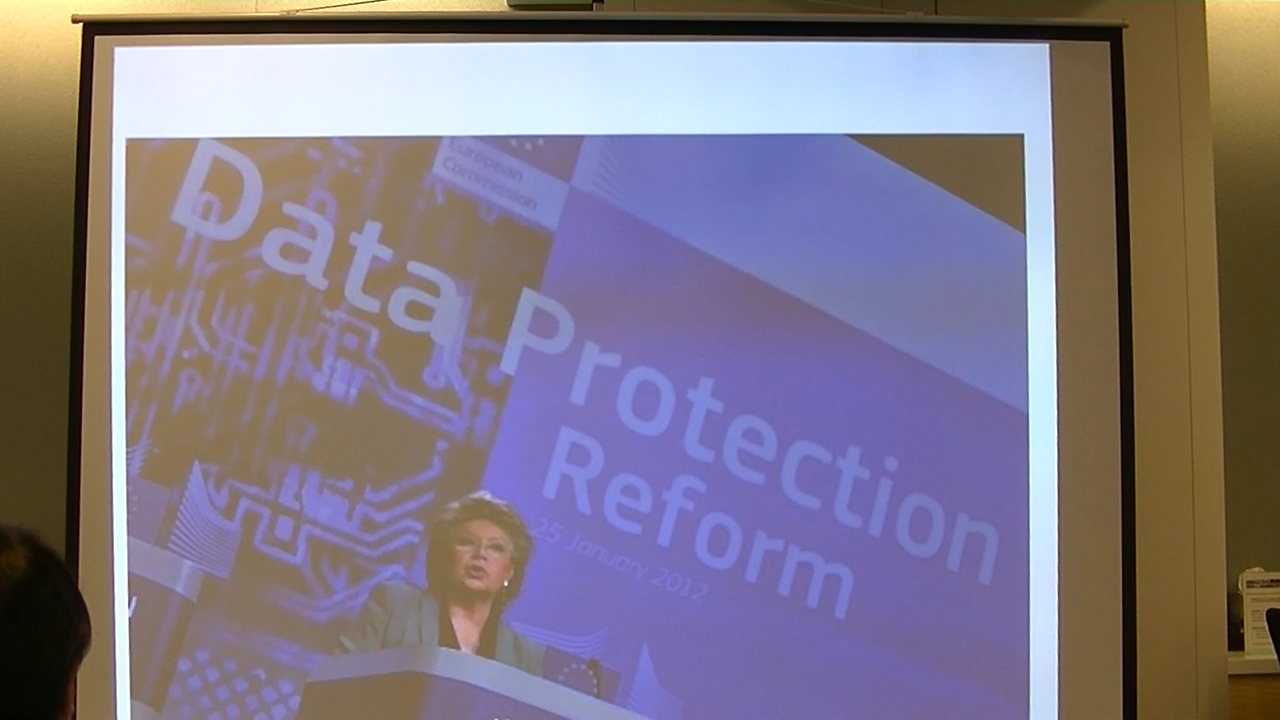 European
Commission
Data Protection
Reform
25 January 2012